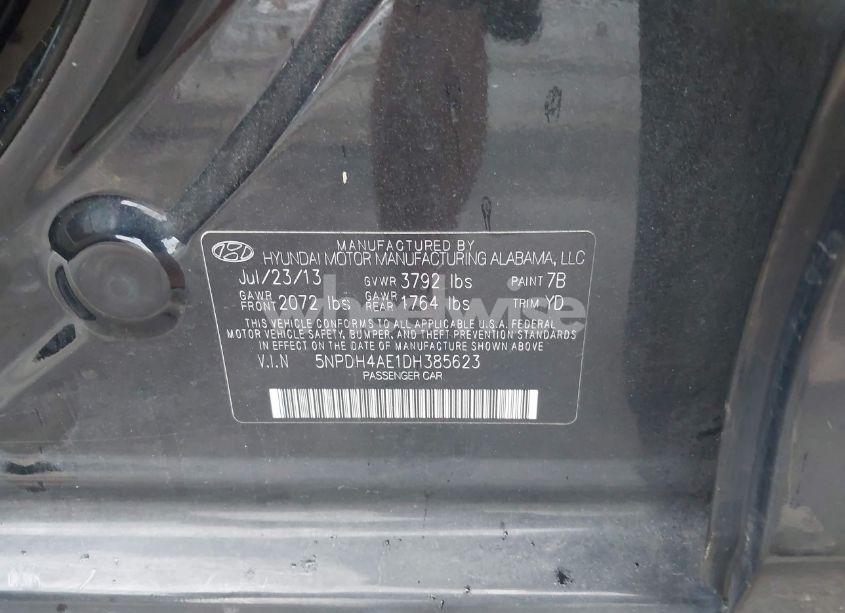 MANUFACTURED BY
HYUNDAI MOTOR MANUFACTURING ALABAMA, LLC
Jul/23/13 GVWR 3792 lbs PAINT 7B
GAWR FRONT 2072 lbs GAWR REAR 1764 lbs TRIM YD
THIS VEHICLE CONFORMS TO ALL APPLICABLE U.S.A. FEDERAL
MOTOR VEHICLE SAFETY, BUMPER, AND THEFT PREVENTION STANDARDS
IN EFFECT ON THE DATE OF MANUFACTURE SHOWN ABOVE
V.I.N 5NPDH4AE1DH385623
PASSENGER CAR
wheelwise